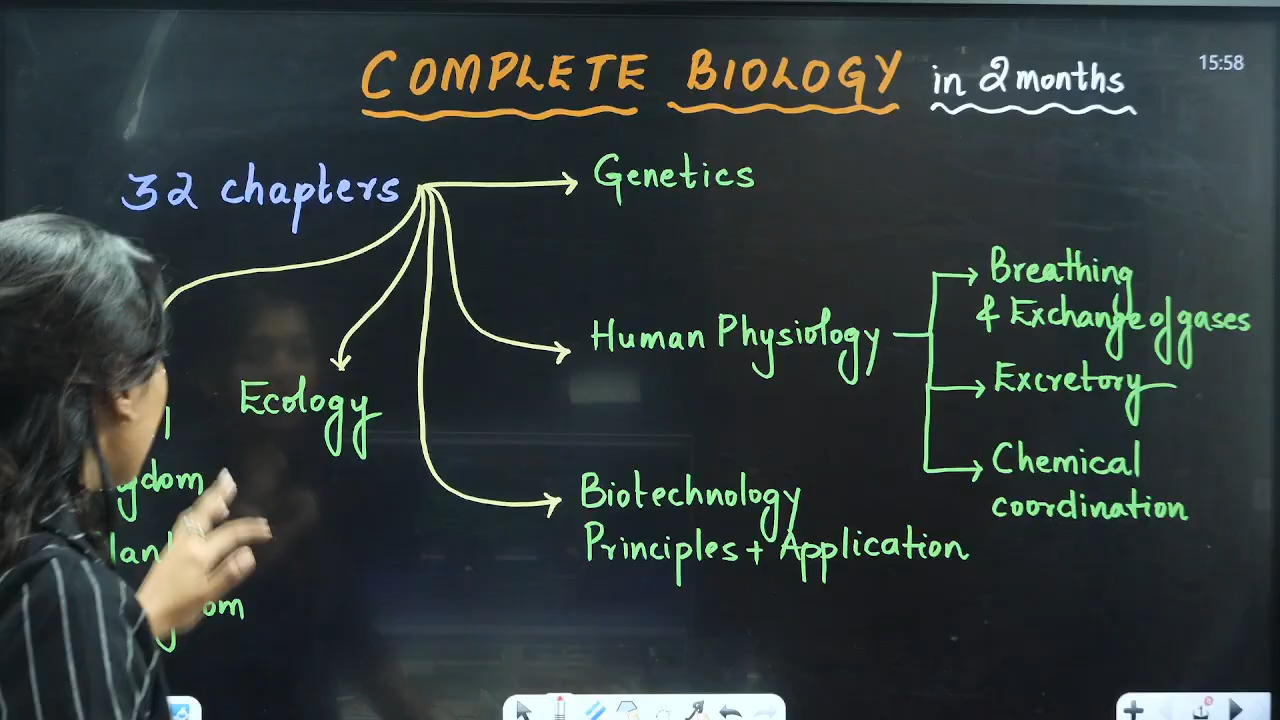 COMPLETE BIOLOGY in 2 months
15:58
32 chapters
Genetics
Breathing
& Exchange of gases
Human Physiology
Excretory
Ecology
Chemical
coordination
Biotechnology
Principles + Application